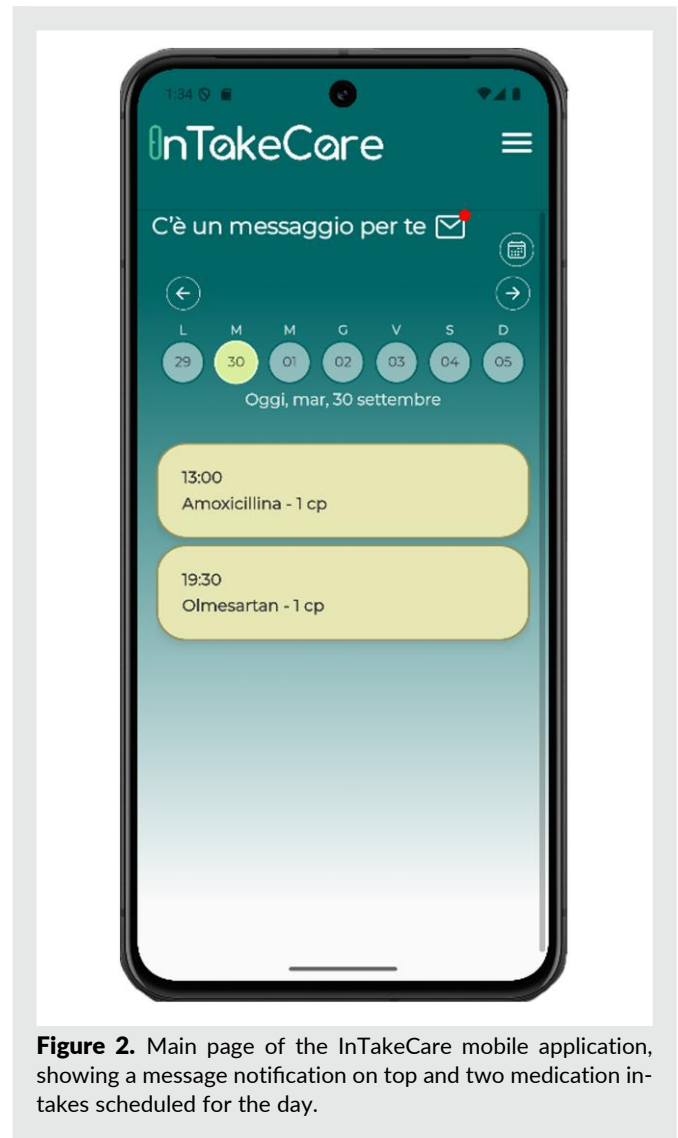 1:34
InTakeCare
C'è un messaggio per te
L M M G V S D
29 30 01 02 03 04 05
Oggi, mar, 30 settembre
13:00
Amoxicillina - 1 cp
19:30
Olmesartan - 1 cp
Figure 2. Main page of the InTakeCare mobile application,
showing a message notification on top and two medication in-
takes scheduled for the day.